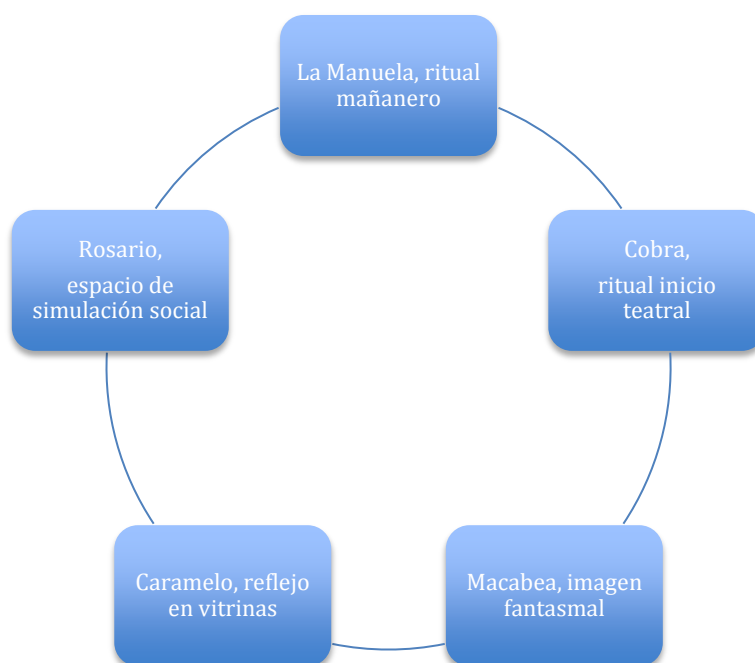 La Manuela, ritual
mañanero
Cobra,
ritual inicio
teatral
Macabea, imagen
fantasmal
Caramelo, reflejo
en vitrinas
Rosario,
espacio de
simulación social